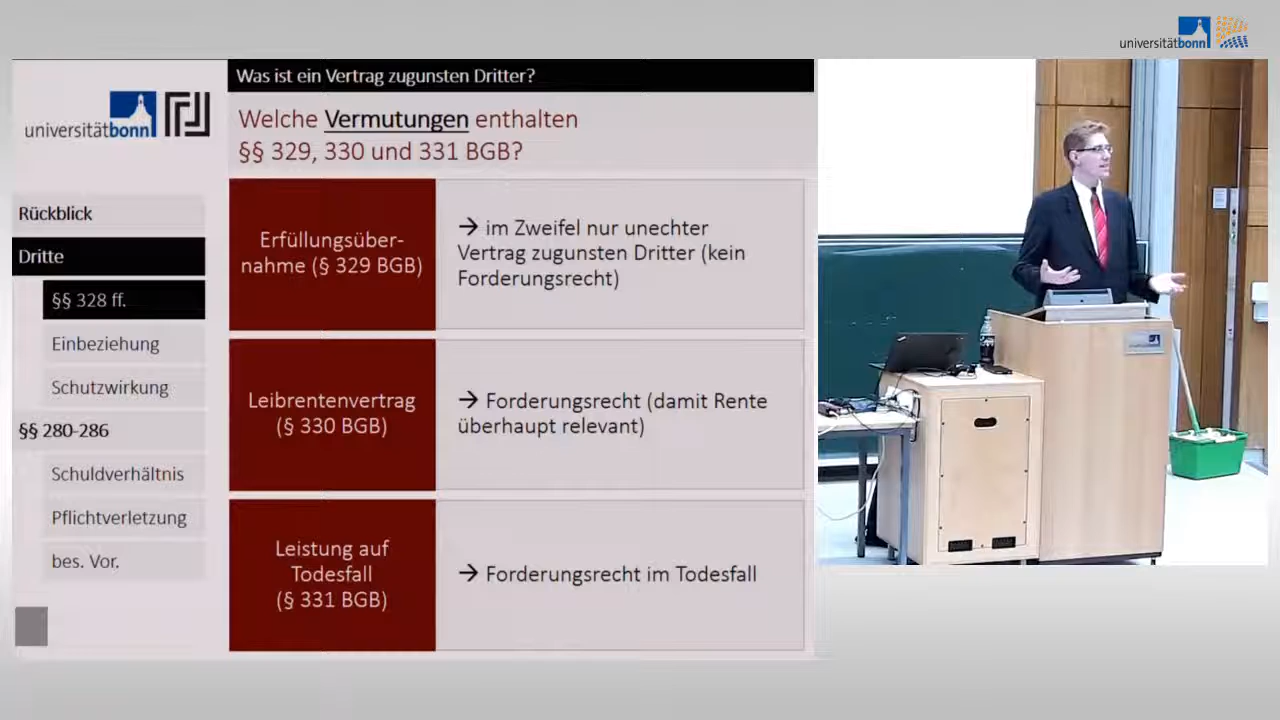 universitätbonn
Was ist ein Vertrag zugunsten Dritter?
universitätbonn
Welche Vermutungen enthalten
§§ 329, 330 und 331 BGB?
Rückblick
Dritte
§§ 328 ff.
Einbeziehung
Schutzwirkung
§§ 280-286
Schuldverhältnis
Pflichtverletzung
bes. Vor.
Erfüllungsüber-
nahme (§ 329 BGB)
→ im Zweifel nur unechter
Vertrag zugunsten Dritter (kein
Forderungsrecht)
Leibrentenvertrag
(§ 330 BGB)
→ Forderungsrecht (damit Rente
überhaupt relevant)
Leistung auf
Todesfall
(§ 331 BGB)
→ Forderungsrecht im Todesfall